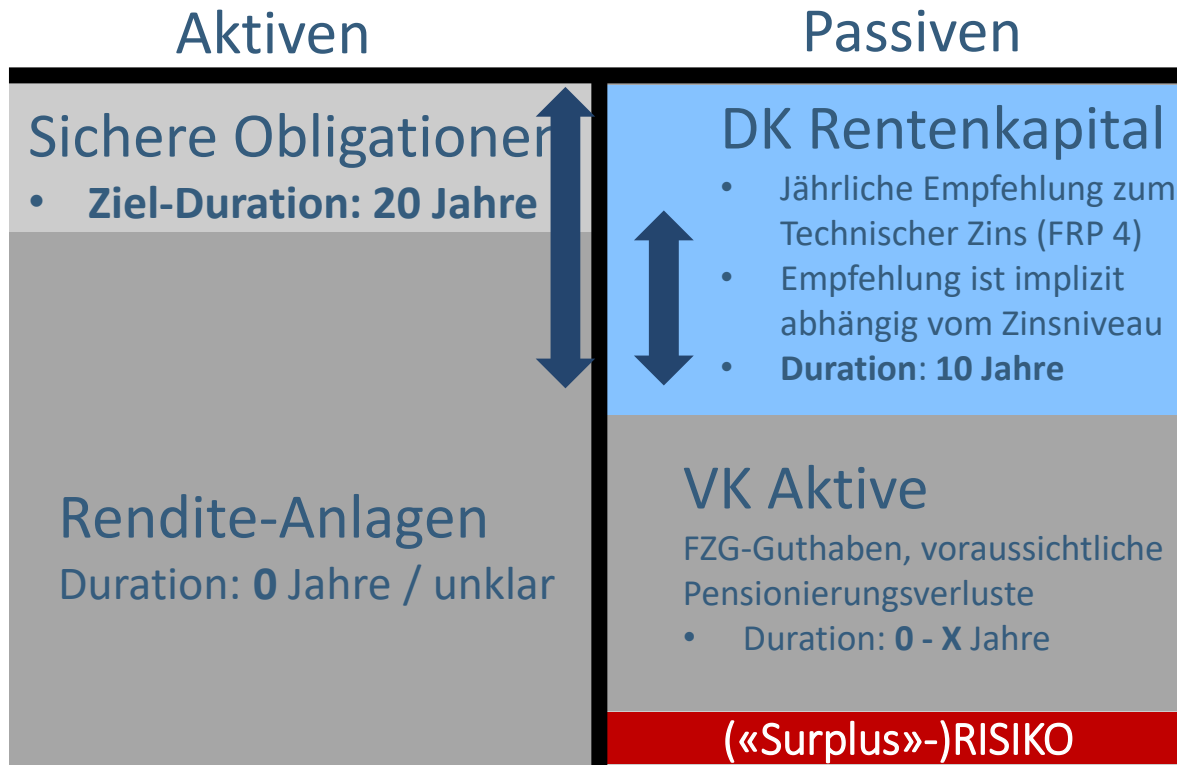 Aktiven
Passiven
Sichere Obligationen
• Ziel-Duration: 20 Jahre
Rendite-Anlagen
Duration: 0 Jahre / unklar
DK Rentenkapital
• Jährliche Empfehlung zum
Technischer Zins (FRP 4)
• Empfehlung ist implizit
abhängig vom Zinsniveau
• Duration: 10 Jahre
VK Aktive
FZG-Guthaben, voraussichtliche
Pensionierungsverluste
• Duration: 0 - X Jahre
(«Surplus»-)RISIKO